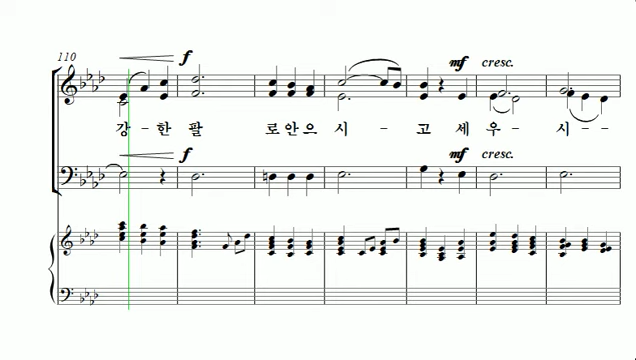 110
f
mf cresc.
강 - 한 팔 로안으 시 - 고 세 우 - 시 - -
f
mf cresc.